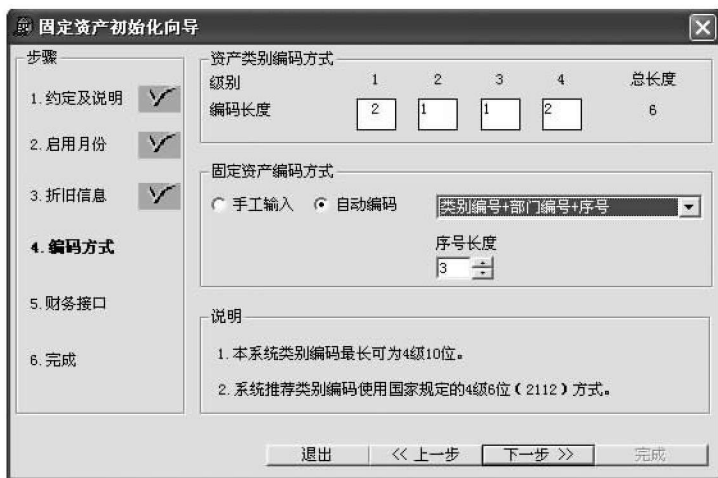 固定资产初始化向导
步骤
1.约定及说明
2.启用月份
3.折旧信息
4.编码方式
5.财务接口
6.完成
资产类别编码方式
级别 1 2 3 4 总长度
编码长度 2 1 1 2 6
固定资产编码方式
手工输入 自动编码 类别编号+部门编号+序号
序号长度
3
说明
1.本系统类别编码最长可为4级10位。
2.系统推荐类别编码使用国家规定的4级6位（2112）方式。
退出 << 上一步 下一步 >> 完成